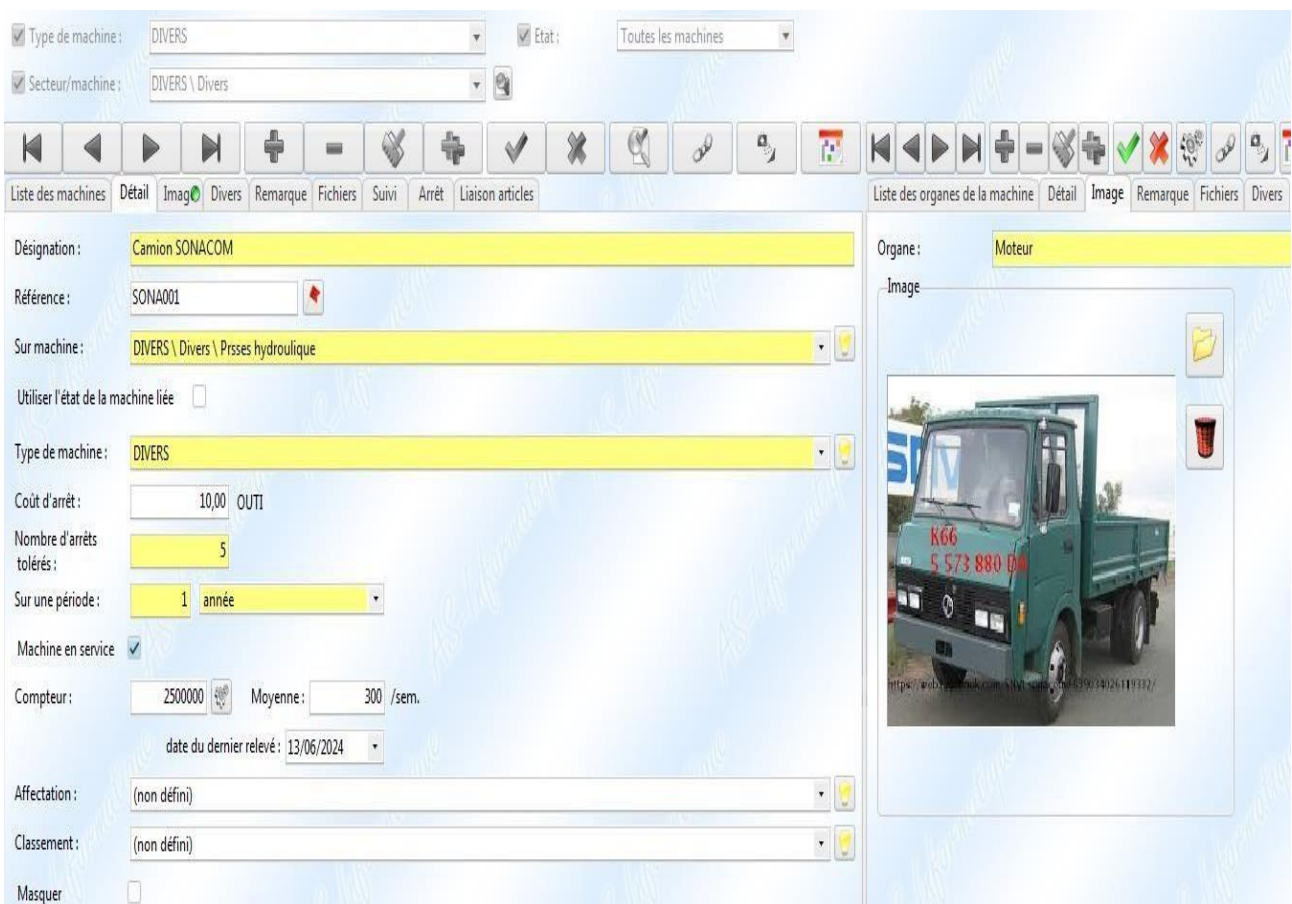 Type de machine : DIVERS Etat : Toutes les machines
Secteur/machine : DIVERS \ Divers
Liste des machines Détail Image Divers Remarque Fichiers Suivi Arrêt Liaison articles
Désignation : Camion SONACOM
Référence : SONA001
Sur machine : DIVERS \ Divers \ Prsses hydroulique
Utiliser l'état de la machine liée
Type de machine : DIVERS
Coût d'arrêt : 10,00 OUTI
Nombre d'arrêts
tolérés : 5
Sur une période : 1 année
Machine en service
Compteur : 2500000 Moyenne : 300 /sem.
date du dernier relevé : 13/06/2024
Affectation : (non défini)
Classement : (non défini)
Masquer
Liste des organes de la machine Détail Image Remarque Fichiers Divers
Organe : Moteur
Image
K66
5 573 880 DA